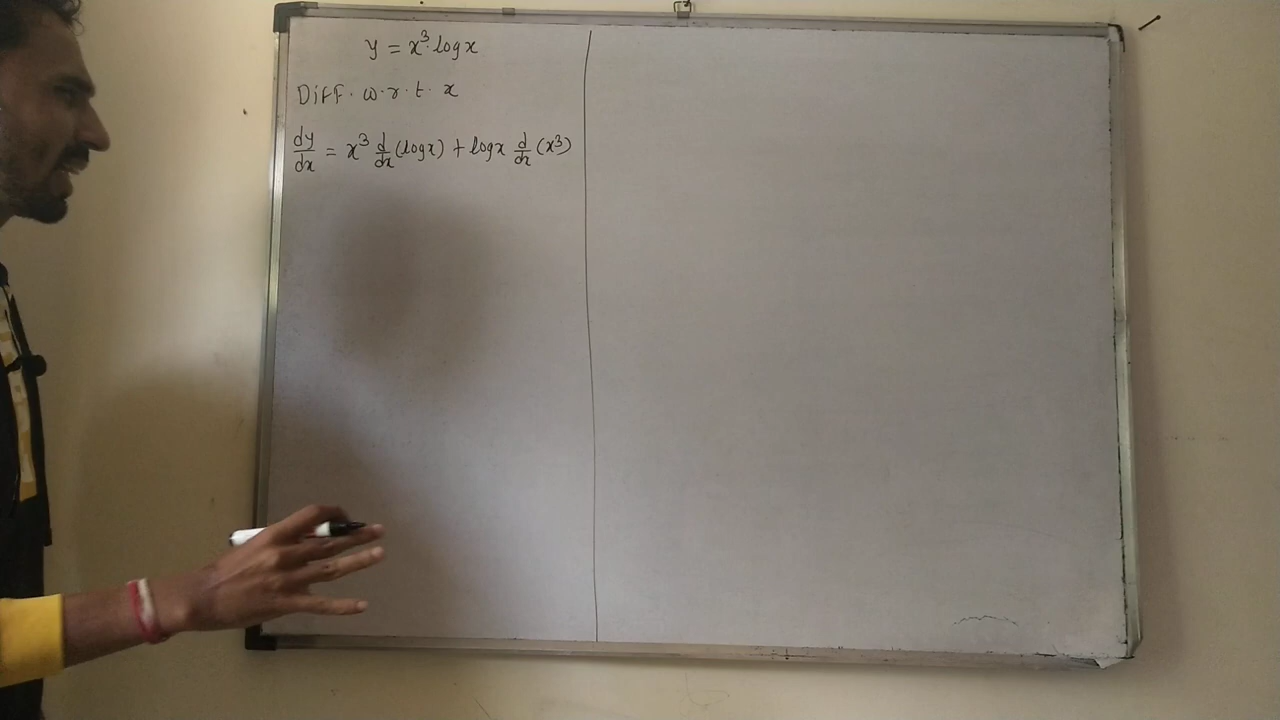 y = x³·log x
Diff. w.r.t. x
dy/dx = x³ d/dx (log x) + log x d/dx (x³)